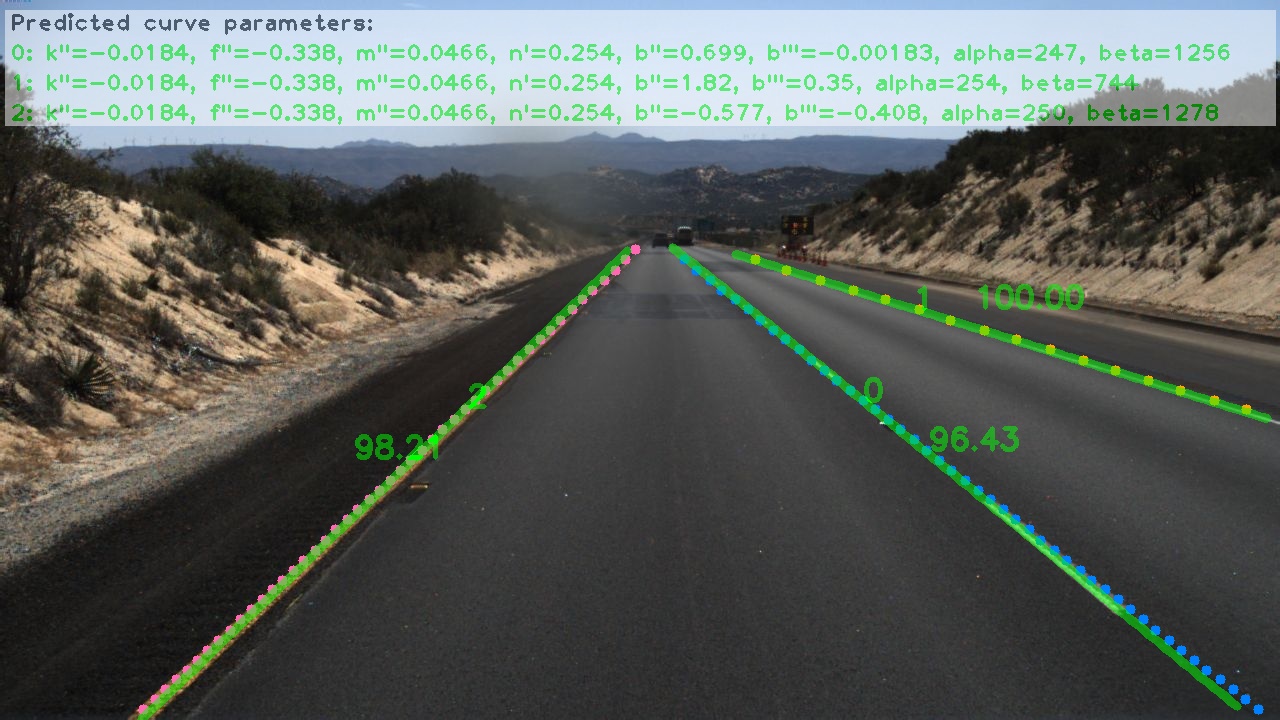 Predicted curve parameters:
0: k''=-0.0184, f''=-0.338, m''=0.0466, n'=0.254, b''=0.699, b'''=-0.00183, alpha=247, beta=1256
1: k''=-0.0184, f''=-0.338, m''=0.0466, n'=0.254, b''=1.82, b'''=0.35, alpha=254, beta=744
2: k''=-0.0184, f''=-0.338, m''=0.0466, n'=0.254, b''=-0.577, b'''=-0.408, alpha=250, beta=1278
1 100.00
2 0
98.21 96.43